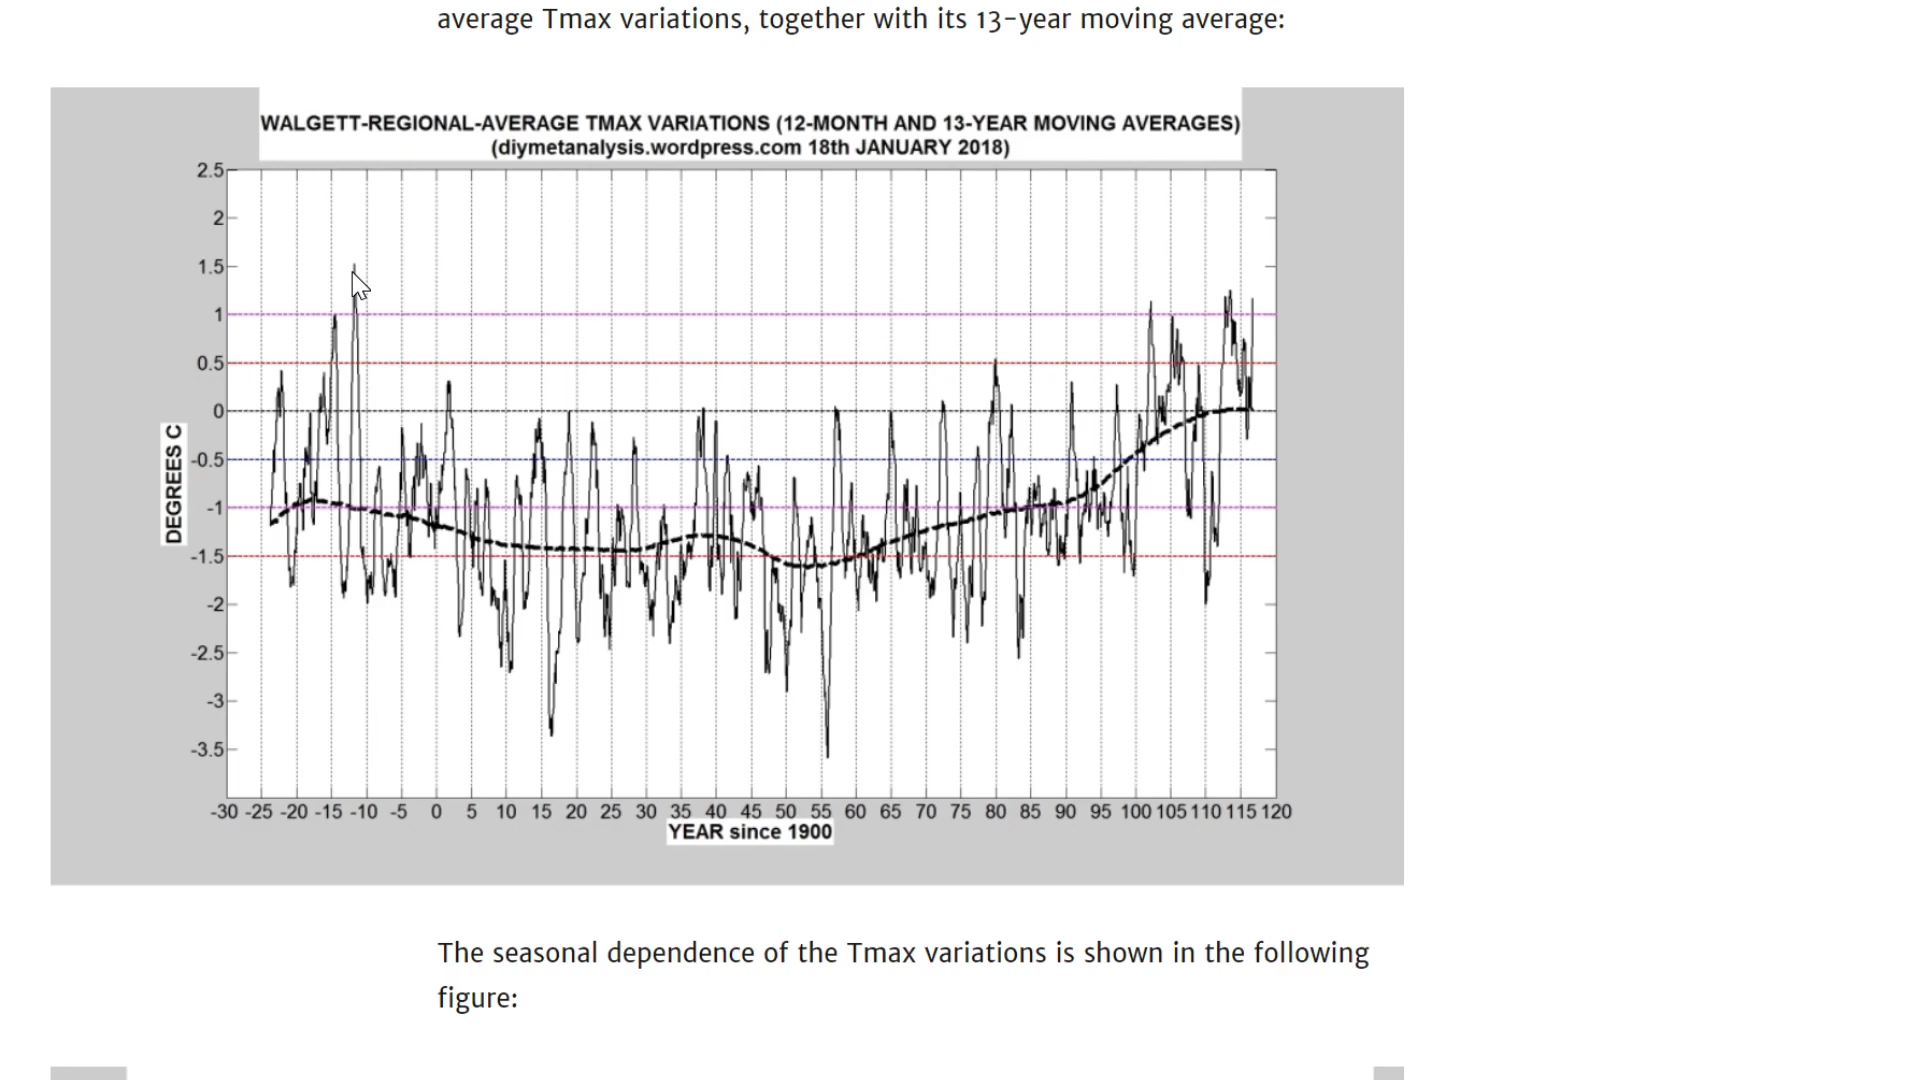 average Tmax variations, together with its 13-year moving average:
WALGETT-REGIONAL-AVERAGE TMAX VARIATIONS (12-MONTH AND 13-YEAR MOVING AVERAGES)
(diymetanalysis.wordpress.com 18th JANUARY 2018)
2.5
2
1.5
1
0.5
0
-0.5
-1
-1.5
-2
-2.5
-3
-3.5
DEGREES C
-30 -25 -20 -15 -10 -5 0 5 10 15 20 25 30 35 40 45 50 55 60 65 70 75 80 85 90 95 100 105 110 115 120
YEAR since 1900
The seasonal dependence of the Tmax variations is shown in the following
figure: